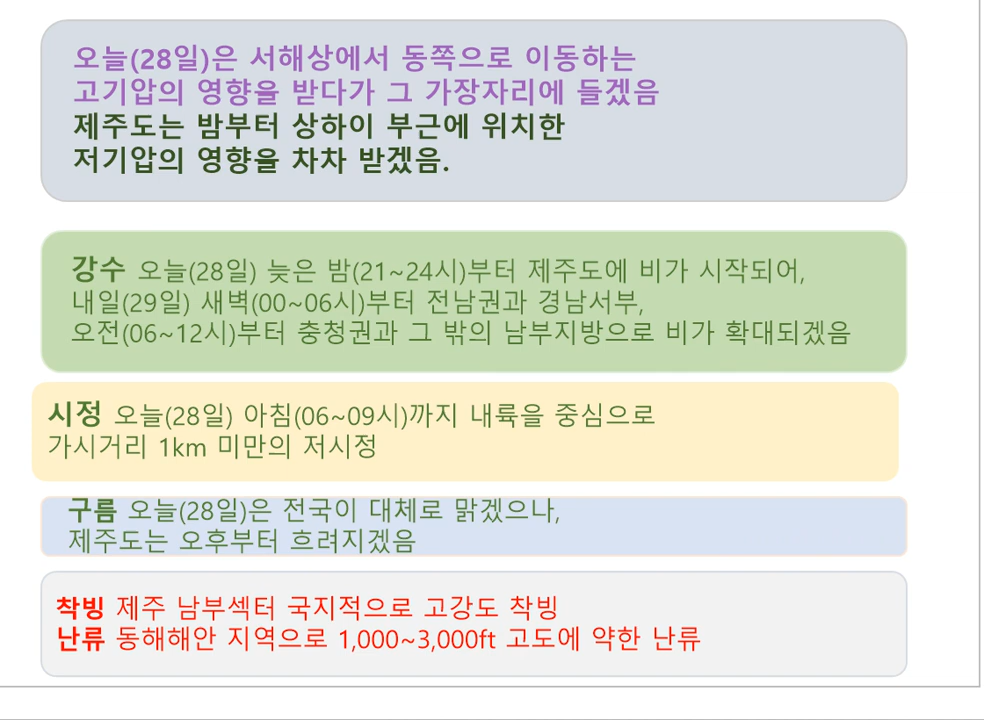 오늘(28일)은 서해상에서 동쪽으로 이동하는
고기압의 영향을 받다가 그 가장자리에 들겠음
제주도는 밤부터 상하이 부근에 위치한
저기압의 영향을 차차 받겠음.
강수 오늘(28일) 늦은 밤(21~24시)부터 제주도에 비가 시작되어,
내일(29일) 새벽(00~06시)부터 전남권과 경남서부,
오전(06~12시)부터 충청권과 그 밖의 남부지방으로 비가 확대되겠음
시정 오늘(28일) 아침(06~09시)까지 내륙을 중심으로
가시거리 1km 미만의 저시정
구름 오늘(28일)은 전국이 대체로 맑겠으나,
제주도는 오후부터 흐려지겠음
착빙 제주 남부섹터 국지적으로 고강도 착빙
난류 동해해안 지역으로 1,000~3,000ft 고도에 약한 난류